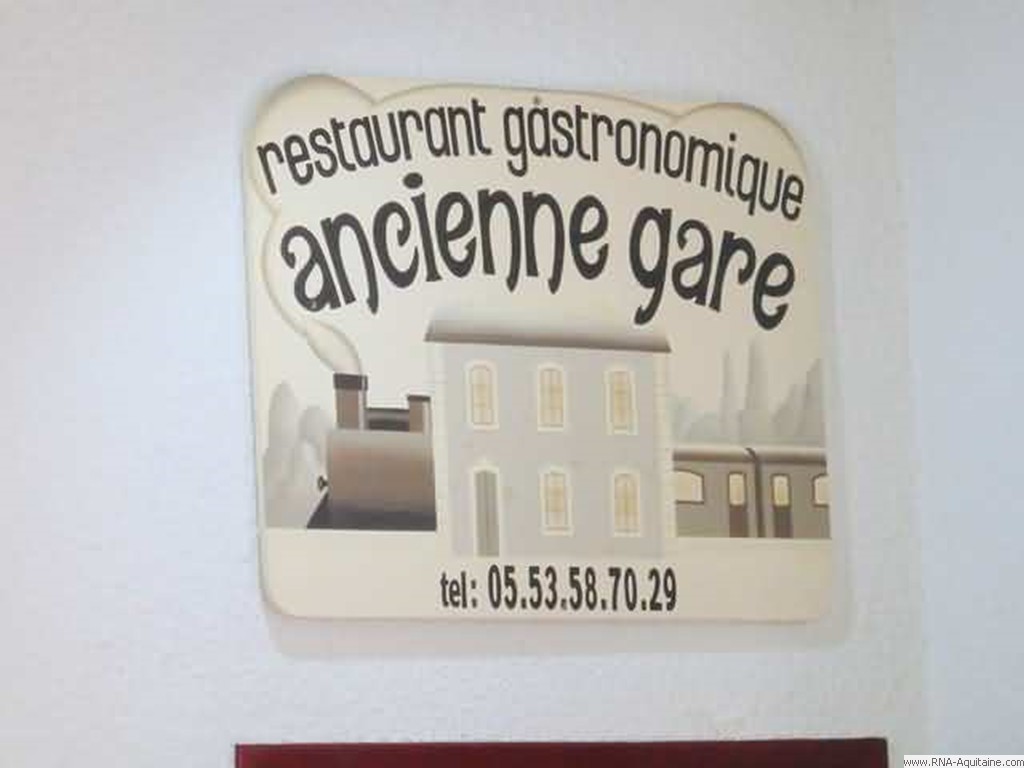 restaurant gastronomique
ancienne gare
tel: 05.53.58.70.29
www.RNA-Aquitaine.com